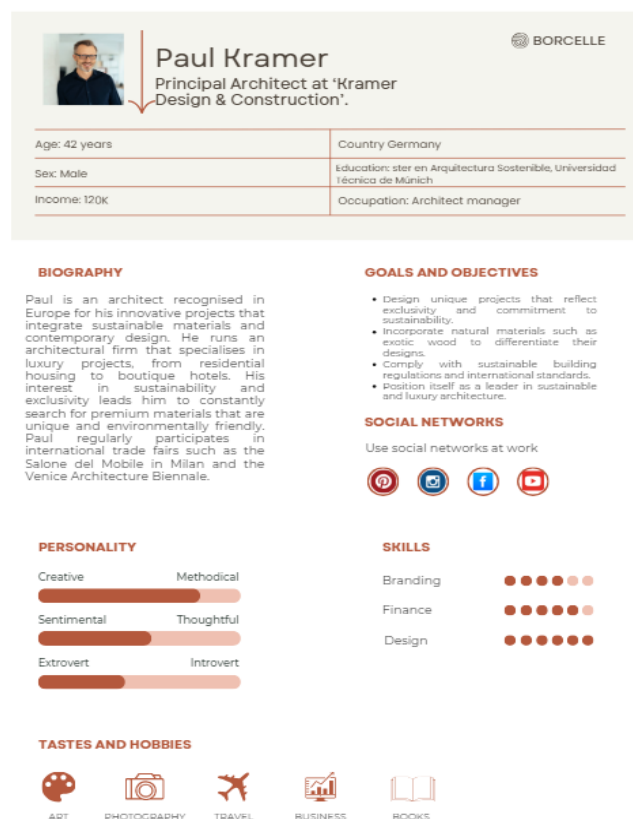 BORCELLE
Paul Kramer
Principal Architect at ‘Kramer
Design & Construction’.
Age: 42 years
Country Germany
Sex: Male
Education: ster en Arquitectura Sostenible, Universidad
Técnica de Múnich
Income: 120K
Occupation: Architect manager
BIOGRAPHY
Paul is an architect recognised in
Europe for his innovative projects that
integrate sustainable materials and
contemporary design. He runs an
architectural firm that specialises in
luxury projects, from residential
housing to boutique hotels. His
interest in sustainability and
exclusivity leads him to constantly
search for premium materials that are
unique and environmentally friendly.
Paul regularly participates in
international trade fairs such as the
Salone del Mobile in Milan and the
Venice Architecture Biennale.
GOALS AND OBJECTIVES
Design unique projects that reflect
exclusivity and commitment to
sustainability.
Incorporate natural materials such as
exotic wood to differentiate their
designs.
Comply with sustainable building
regulations and international standards.
Position itself as a leader in sustainable
and luxury architecture.
SOCIAL NETWORKS
Use social networks at work
PERSONALITY
Creative Methodical
Sentimental Thoughtful
Extrovert Introvert
SKILLS
Branding
Finance
Design
TASTES AND HOBBIES
ART PHOTOGRAPHY TRAVEL BUSINESS BOOKS